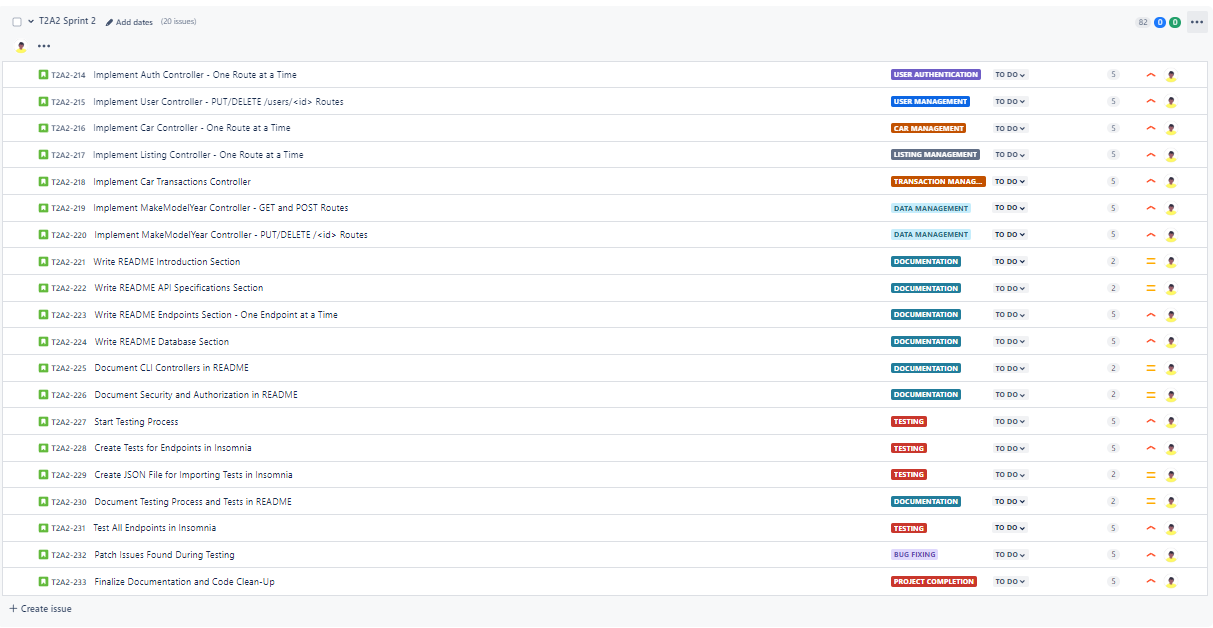 T2A2 Sprint 2 Add dates (20 issues) 82 0 0
T2A2-214 Implement Auth Controller - One Route at a Time USER AUTHENTICATION TO DO 5
T2A2-215 Implement User Controller - PUT/DELETE /users/<id> Routes USER MANAGEMENT TO DO 5
T2A2-216 Implement Car Controller - One Route at a Time CAR MANAGEMENT TO DO 5
T2A2-217 Implement Listing Controller - One Route at a Time LISTING MANAGEMENT TO DO 5
T2A2-218 Implement Car Transactions Controller TRANSACTION MANAG... TO DO 5
T2A2-219 Implement MakeModelYear Controller - GET and POST Routes DATA MANAGEMENT TO DO 5
T2A2-220 Implement MakeModelYear Controller - PUT/DELETE /<id> Routes DATA MANAGEMENT TO DO 5
T2A2-221 Write README Introduction Section DOCUMENTATION TO DO 2
T2A2-222 Write README API Specifications Section DOCUMENTATION TO DO 2
T2A2-223 Write README Endpoints Section - One Endpoint at a Time DOCUMENTATION TO DO 5
T2A2-224 Write README Database Section DOCUMENTATION TO DO 5
T2A2-225 Document CLI Controllers in README DOCUMENTATION TO DO 2
T2A2-226 Document Security and Authorization in README DOCUMENTATION TO DO 2
T2A2-227 Start Testing Process TESTING TO DO 5
T2A2-228 Create Tests for Endpoints in Insomnia TESTING TO DO 5
T2A2-229 Create JSON File for Importing Tests in Insomnia TESTING TO DO 2
T2A2-230 Document Testing Process and Tests in README DOCUMENTATION TO DO 2
T2A2-231 Test All Endpoints in Insomnia TESTING TO DO 5
T2A2-232 Patch Issues Found During Testing BUG FIXING TO DO 5
T2A2-233 Finalize Documentation and Code Clean-Up PROJECT COMPLETION TO DO 5
+ Create issue